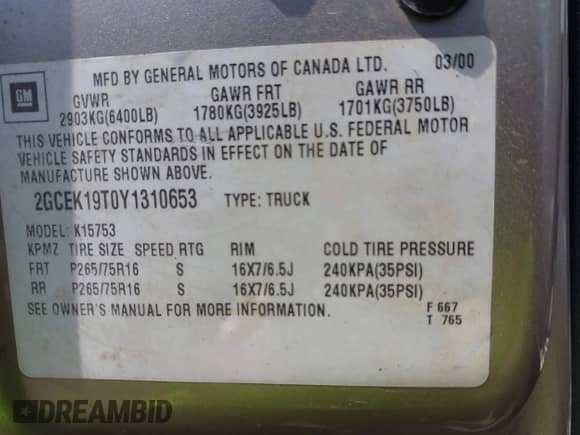 GM
MFD BY GENERAL MOTORS OF CANADA LTD. 03/00
GVWR GAWR FRT GAWR RR
2903KG(6400LB) 1780KG(3925LB) 1701KG(3750LB)
THIS VEHICLE CONFORMS TO ALL APPLICABLE U.S. FEDERAL MOTOR
VEHICLE SAFETY STANDARDS IN EFFECT ON THE DATE OF
MANUFACTURE SHOWN ABOVE.
2GCEK19T0Y1310653 TYPE: TRUCK
MODEL: K15753
KPMZ TIRE SIZE SPEED RTG RIM COLD TIRE PRESSURE
FRT P265/75R16 S 16X7/6.5J 240KPA(35PSI)
RR P265/75R16 S 16X7/6.5J 240KPA(35PSI)
SEE OWNER'S MANUAL FOR MORE INFORMATION. F 667
T 765
DREAMBID